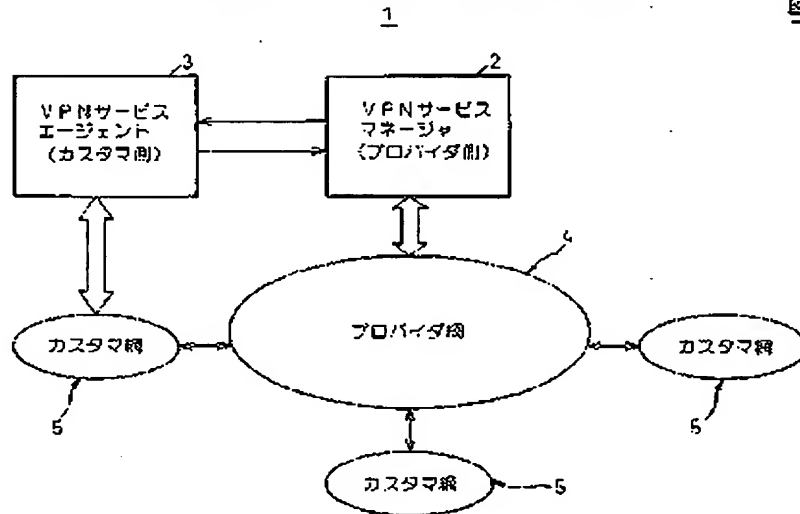 1
3
VPNサービス
エージェント
(カスタマ側)
2
VPNサービス
マネージャ
(プロバイダ側)
4
プロバイダ網
カスタマ網
5
カスタマ網
5
カスタマ網
5